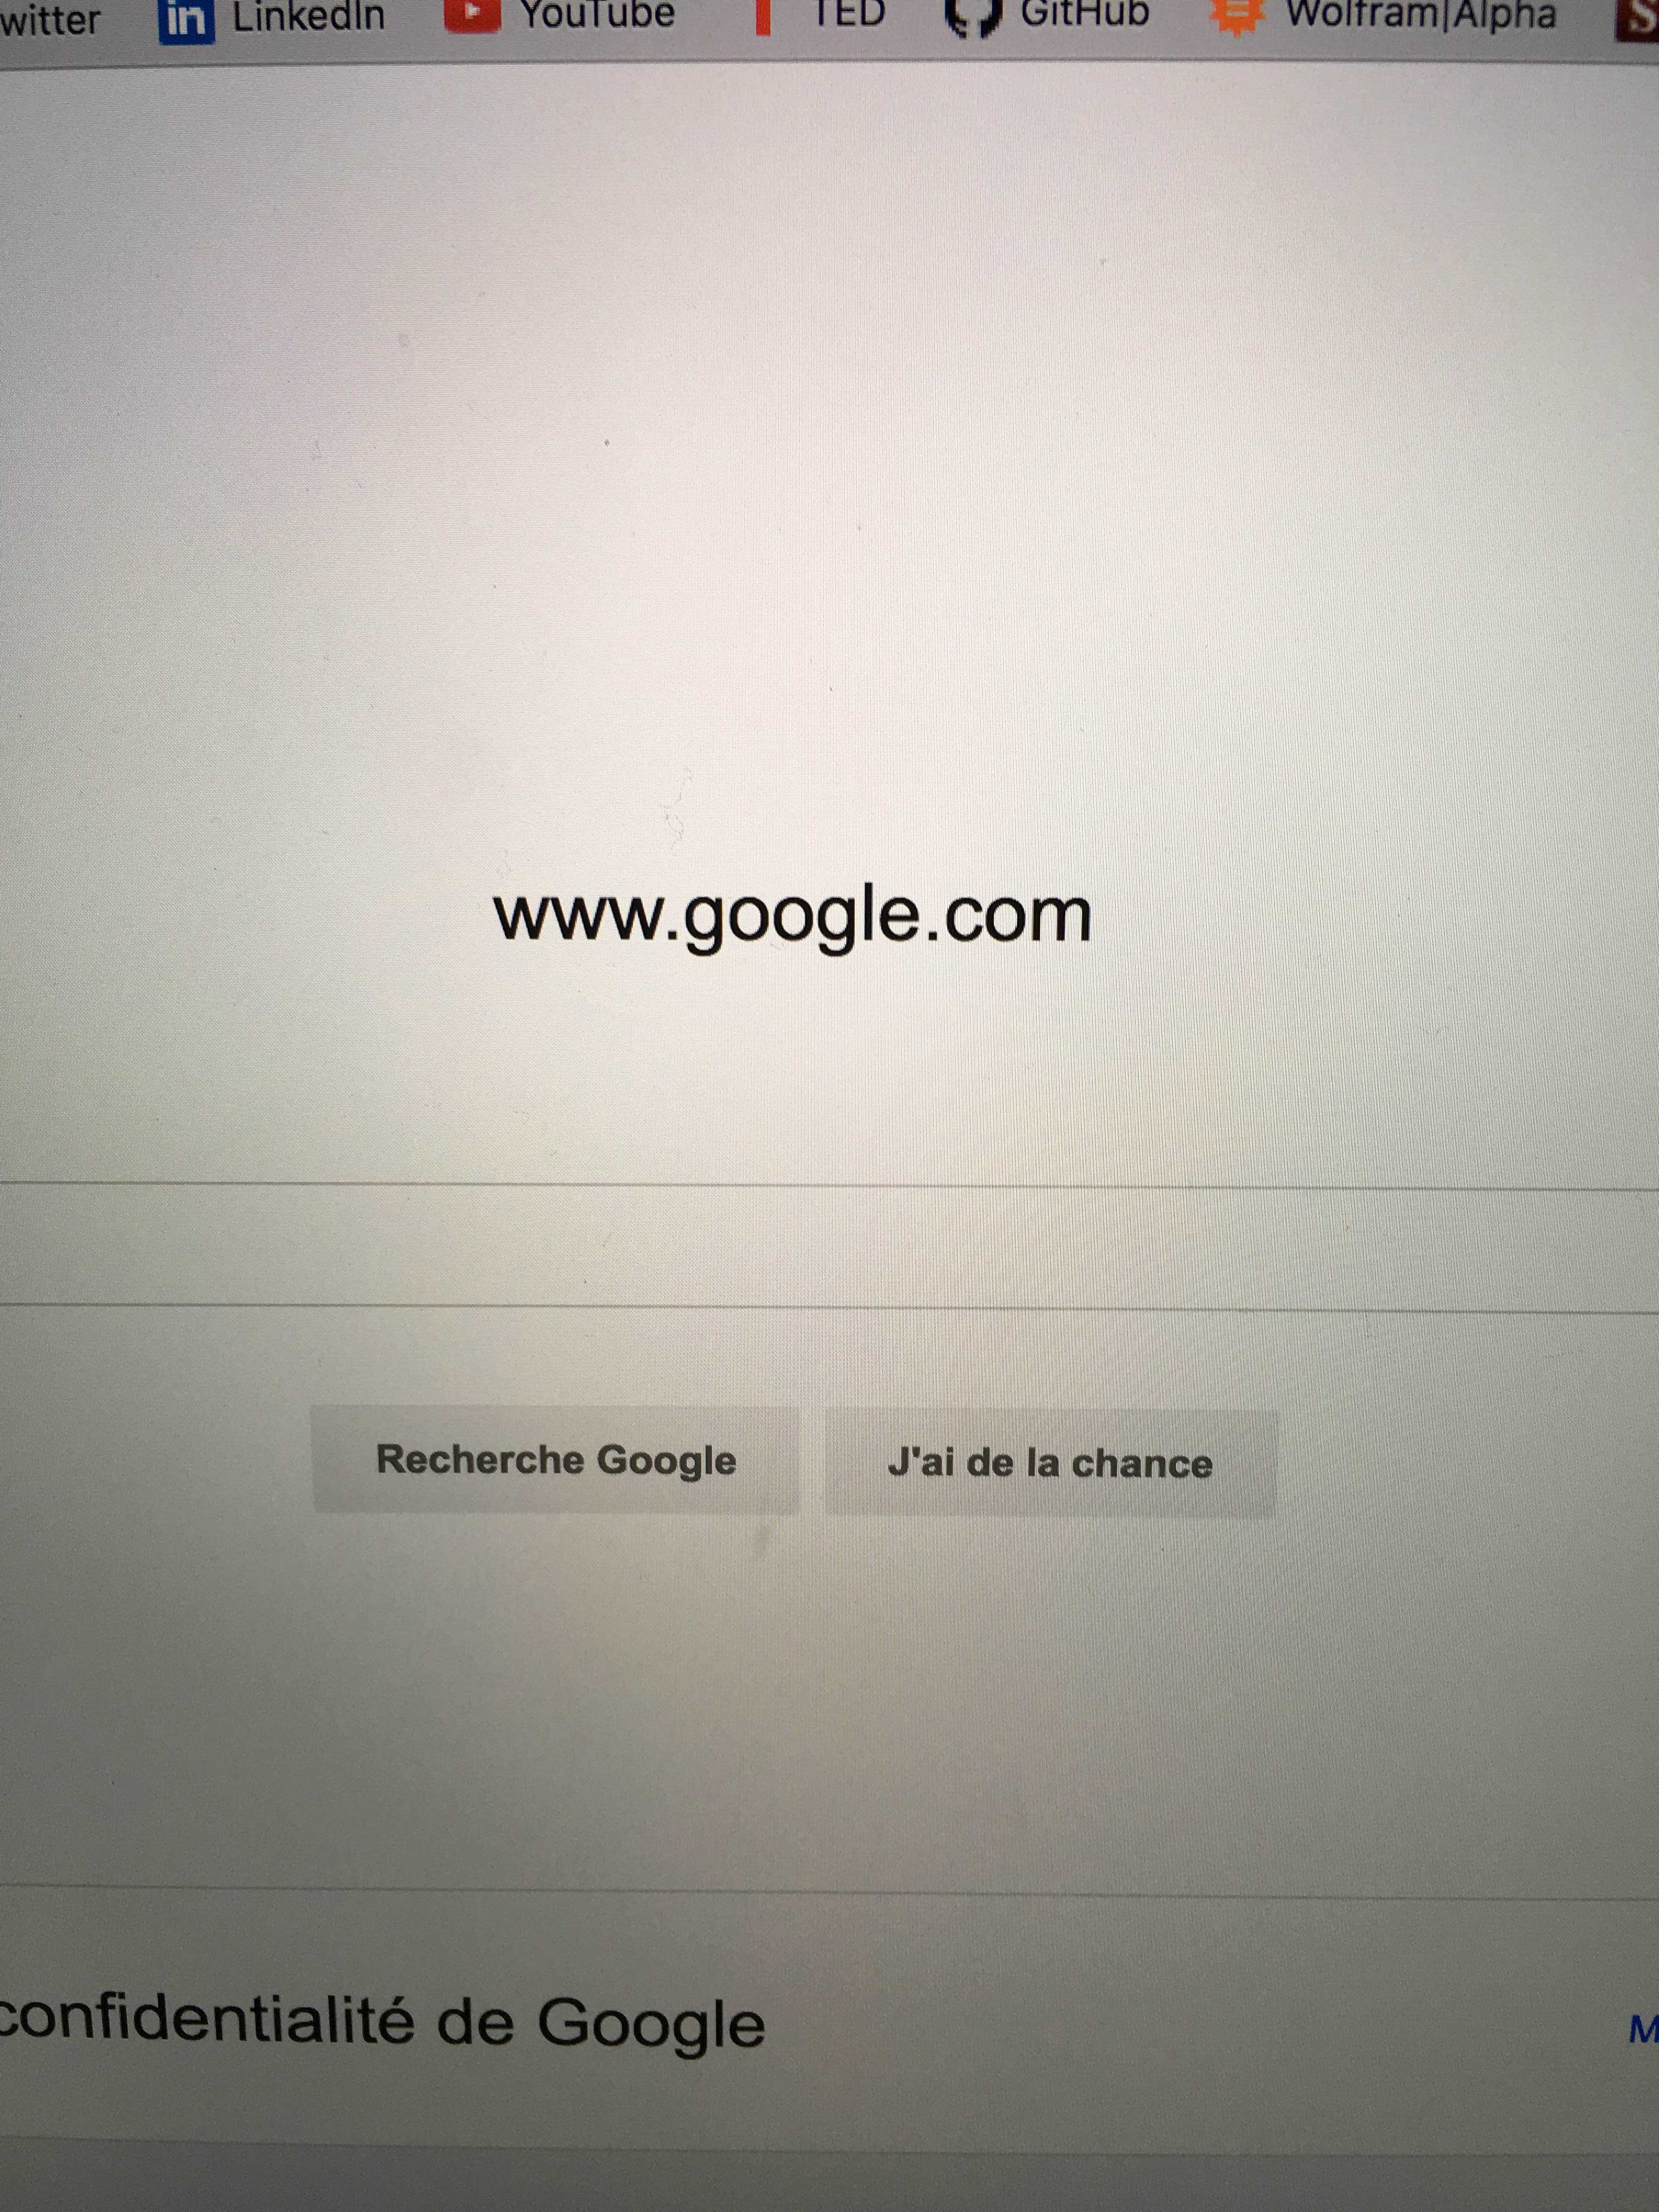 witter in LinkedIn YouTube TED GitHub Wolfram|Alpha S
www.google.com
Recherche Google J'ai de la chance
confidentialité de Google M